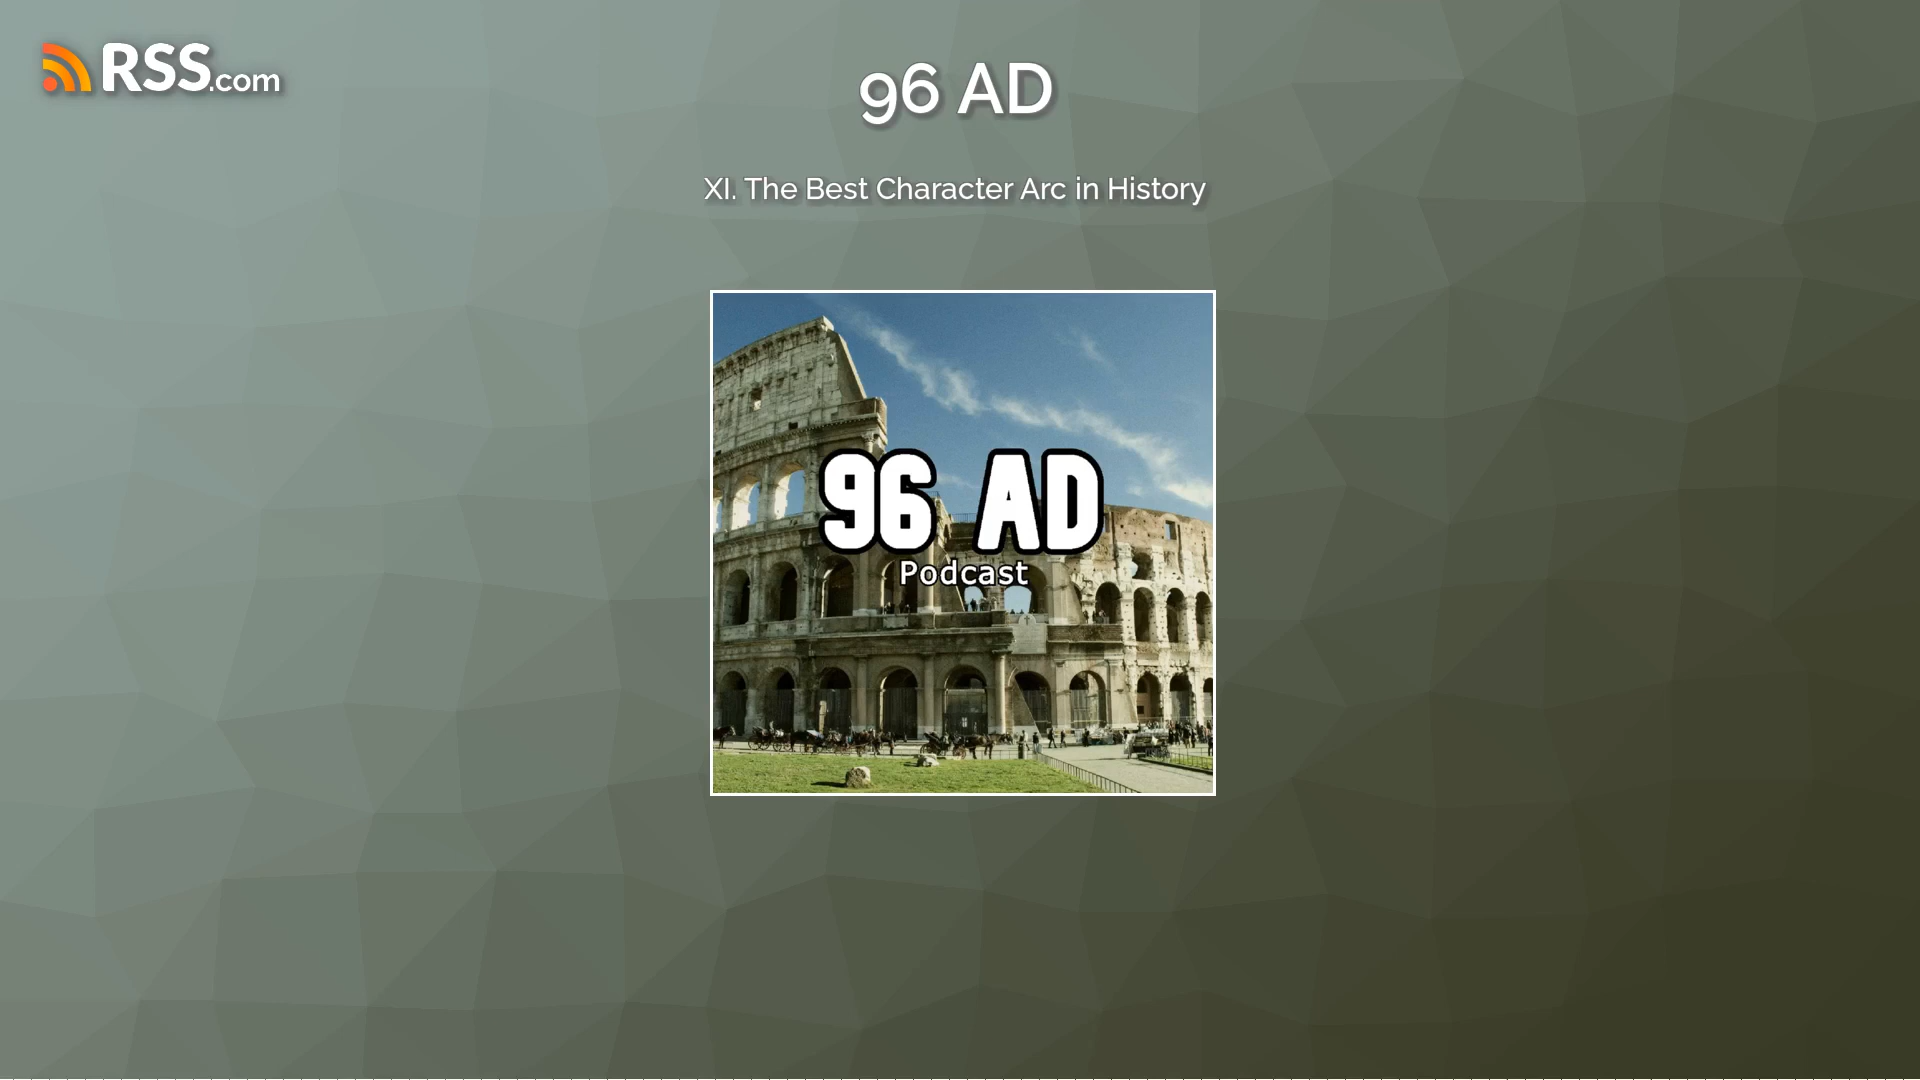 RSS.com
96 AD
XI. The Best Character Arc in History
96 AD
Podcast